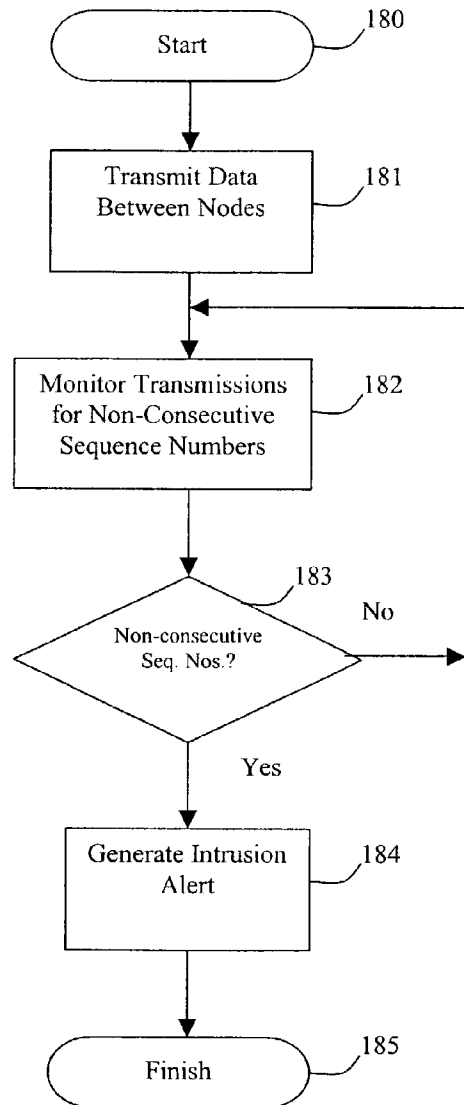 Start
180
Transmit Data
Between Nodes
181
Monitor Transmissions
for Non-Consecutive
Sequence Numbers
182
183
Non-consecutive
Seq. Nos.?
No
Yes
Generate Intrusion
Alert
184
Finish
185